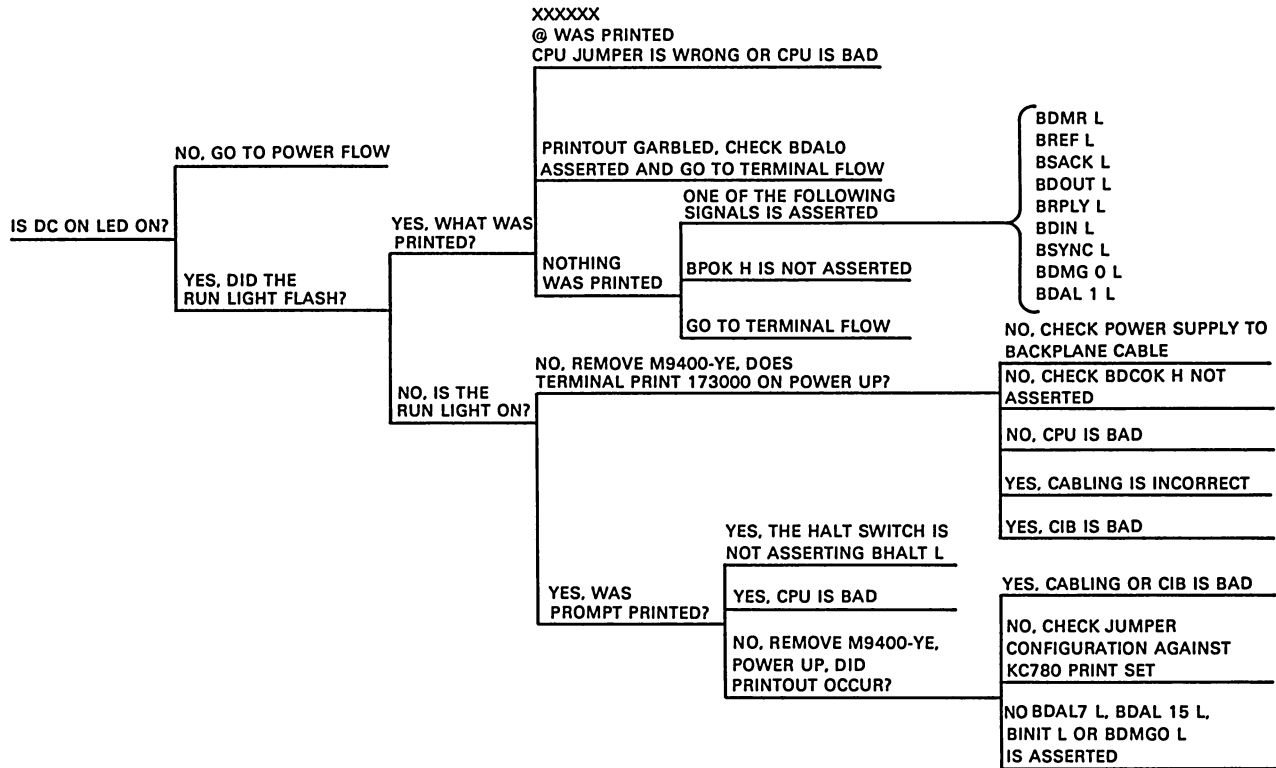 XXXXXX
@ WAS PRINTED
CPU JUMPER IS WRONG OR CPU IS BAD
PRINTOUT GARBLED, CHECK BDAL0
ASSERTED AND GO TO TERMINAL FLOW
NO, GO TO POWER FLOW
IS DC ON LED ON?
YES, WHAT WAS
PRINTED?
ONE OF THE FOLLOWING
SIGNALS IS ASSERTED
BDMR L
BREF L
BSACK L
BDOUT L
BRPLY L
BDIN L
BSYNC L
BDMG 0 L
BDAL 1 L
YES, DID THE
RUN LIGHT FLASH?
NOTHING
WAS PRINTED
BPOK H IS NOT ASSERTED
GO TO TERMINAL FLOW
NO, IS THE
RUN LIGHT ON?
NO, REMOVE M9400-YE, DOES
TERMINAL PRINT 173000 ON POWER UP?
NO, CHECK POWER SUPPLY TO
BACKPLANE CABLE
NO, CHECK BDCOK H NOT
ASSERTED
NO, CPU IS BAD
YES, CABLING IS INCORRECT
YES, CIB IS BAD
YES, WAS
PROMPT PRINTED?
YES, THE HALT SWITCH IS
NOT ASSERTING BHALT L
YES, CPU IS BAD
NO, REMOVE M9400-YE,
POWER UP, DID
PRINTOUT OCCUR?
YES, CABLING OR CIB IS BAD
NO, CHECK JUMPER
CONFIGURATION AGAINST
KC780 PRINT SET
NO BDAL7 L, BDAL 15 L,
BINIT L OR BDMGO L
IS ASSERTED